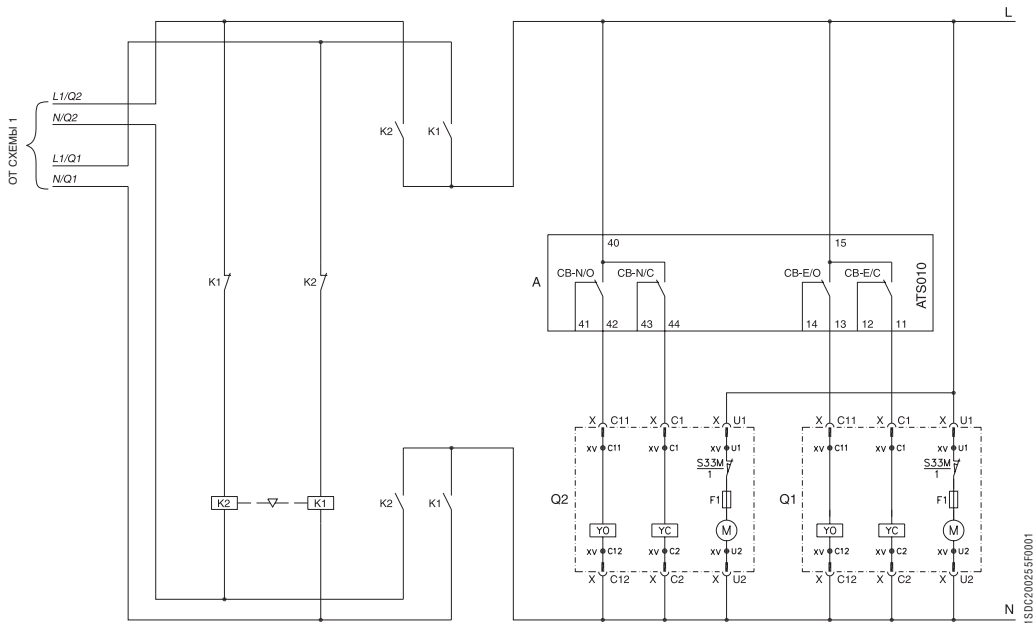 L
L1/Q2
N/Q2
L1/Q1
N/Q1
ОТ СХЕМЫ 1
K2 K1
K1 K2
A
40 15
CB-N/O CB-N/C CB-E/O CB-E/C
ATS010
41 42 43 44 14 13 12 11
X C11 X C1 X U1 X C11 X C1 X U1
XV C11 XV C1 XV U1 XV C11 XV C1 XV U1
S33M
1
S33M
1
K2 K1 K2 K1 Q2 F1 Q1 F1
YO YC M YO YC M
XV C12 XV C2 XV U2 XV C12 XV C2 XV U2
X C12 X C2 X U2 X C12 X C2 X U2
N
1SDC200255F0001